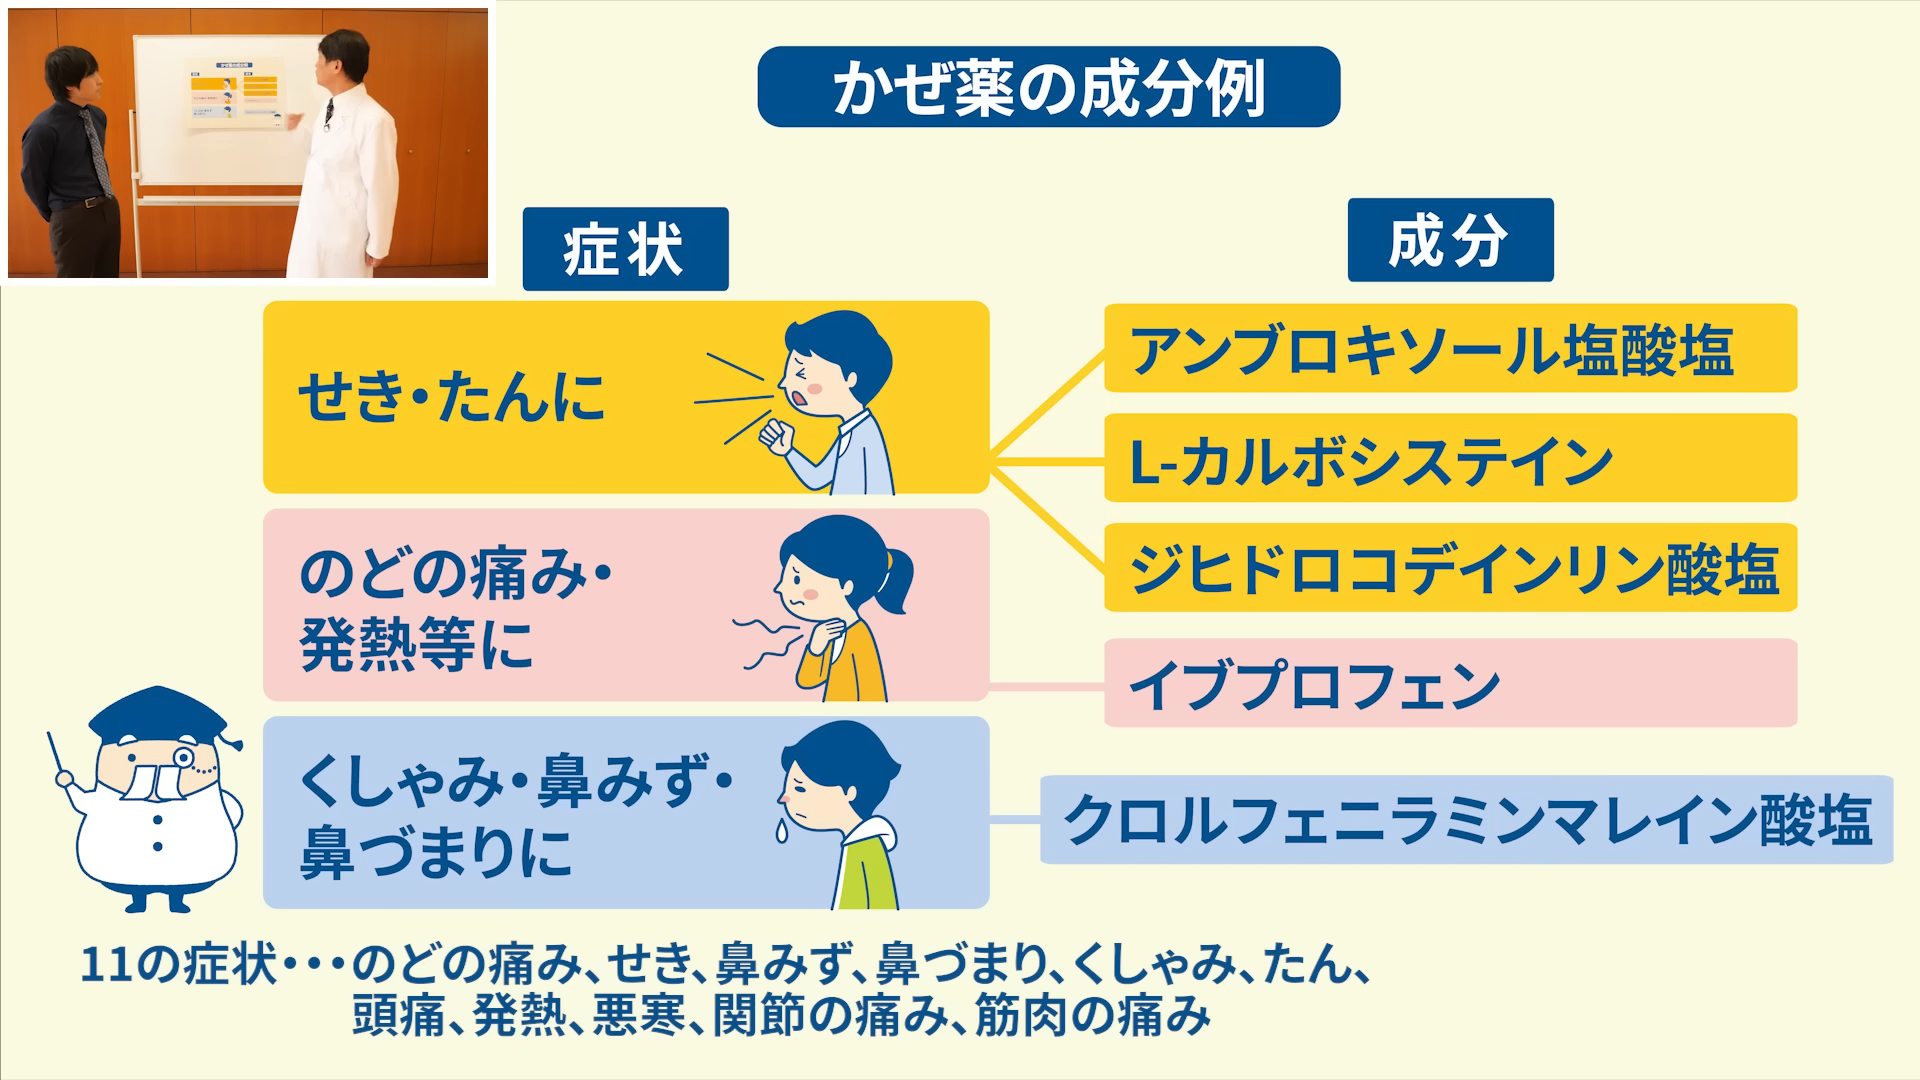 かぜ薬の成分例
症状
成分
せき・たんに
アンブロキソール塩酸塩
L-カルボシステイン
ジヒドロコデインリン酸塩
のどの痛み・
発熱等に
イブプロフェン
くしゃみ・鼻みず・
鼻づまりに
クロルフェニラミンマレイン酸塩
11の症状・・・のどの痛み、せき、鼻みず、鼻づまり、くしゃみ、たん、
頭痛、発熱、悪寒、関節の痛み、筋肉の痛み